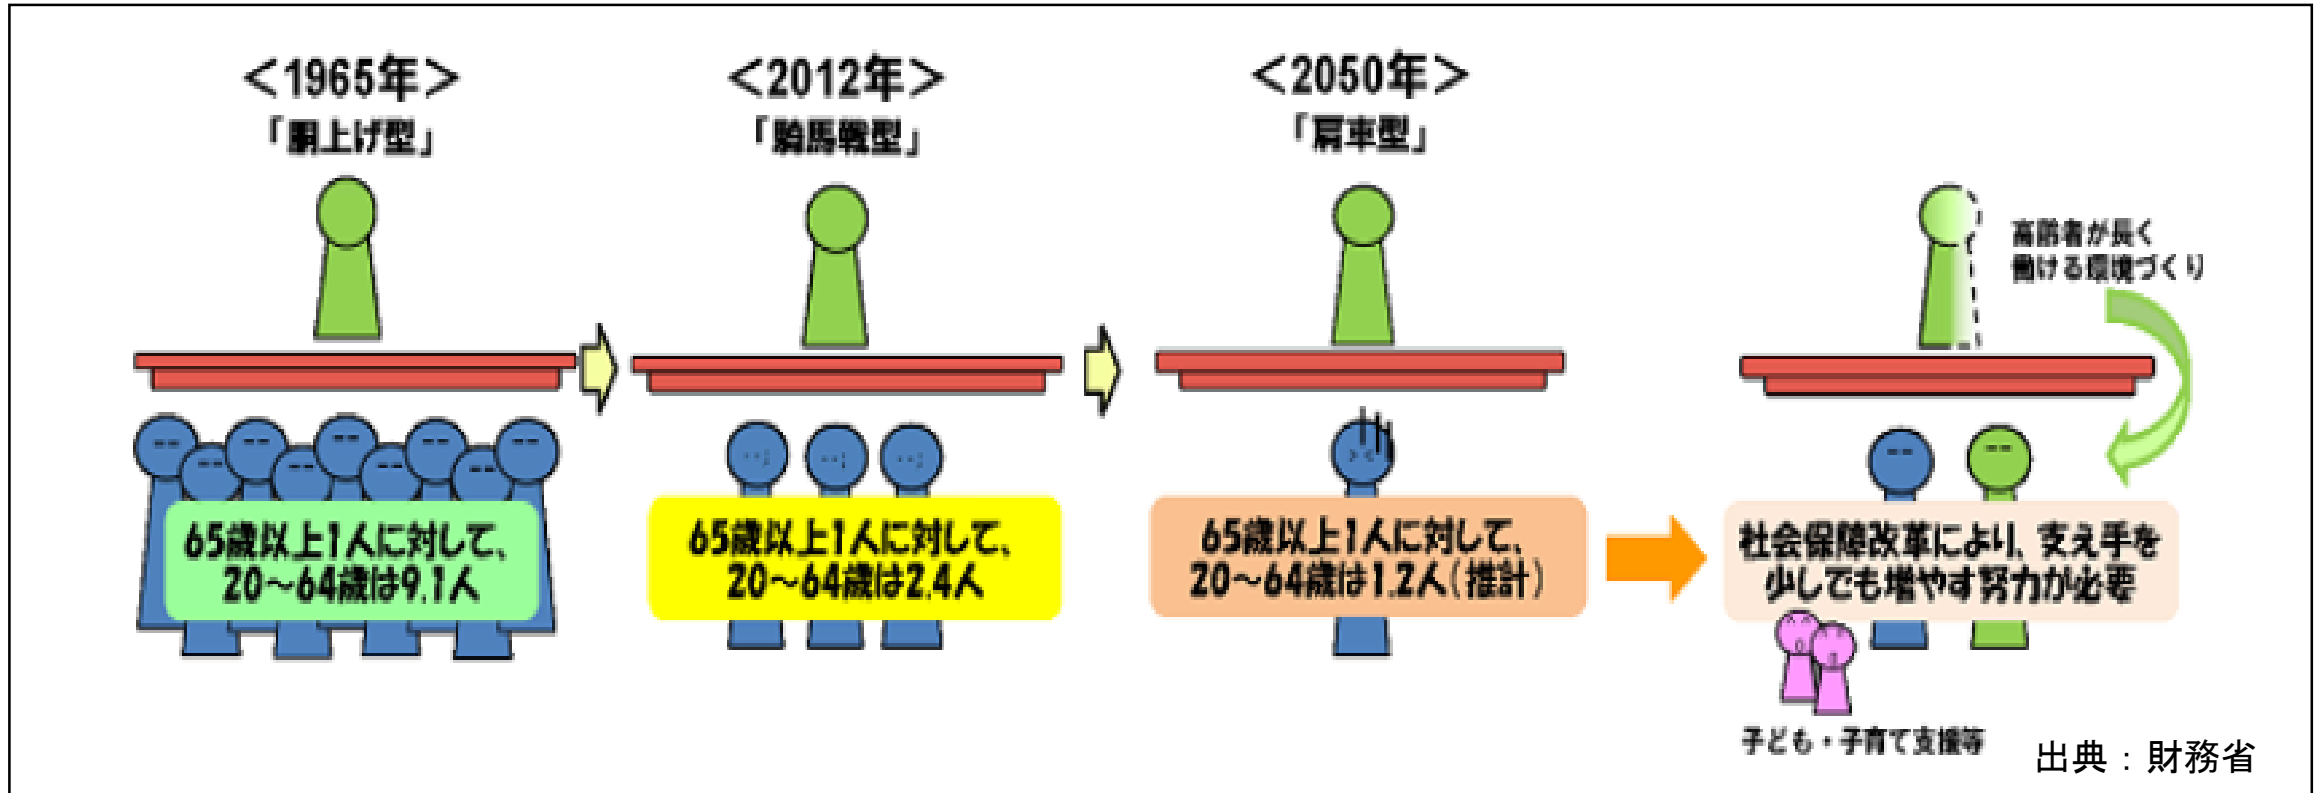 ＜1965年＞
「胴上げ型」
65歳以上1人に対して、
20～64歳は9.1人
＜2012年＞
「騎馬戦型」
65歳以上1人に対して、
20～64歳は2.4人
＜2050年＞
「肩車型」
65歳以上1人に対して、
20～64歳は1.2人(推計)
高齢者が長く
働ける環境づくり
社会保障改革により、支え手を
少しでも増やす努力が必要
子ども・子育て支援等
出典：財務省